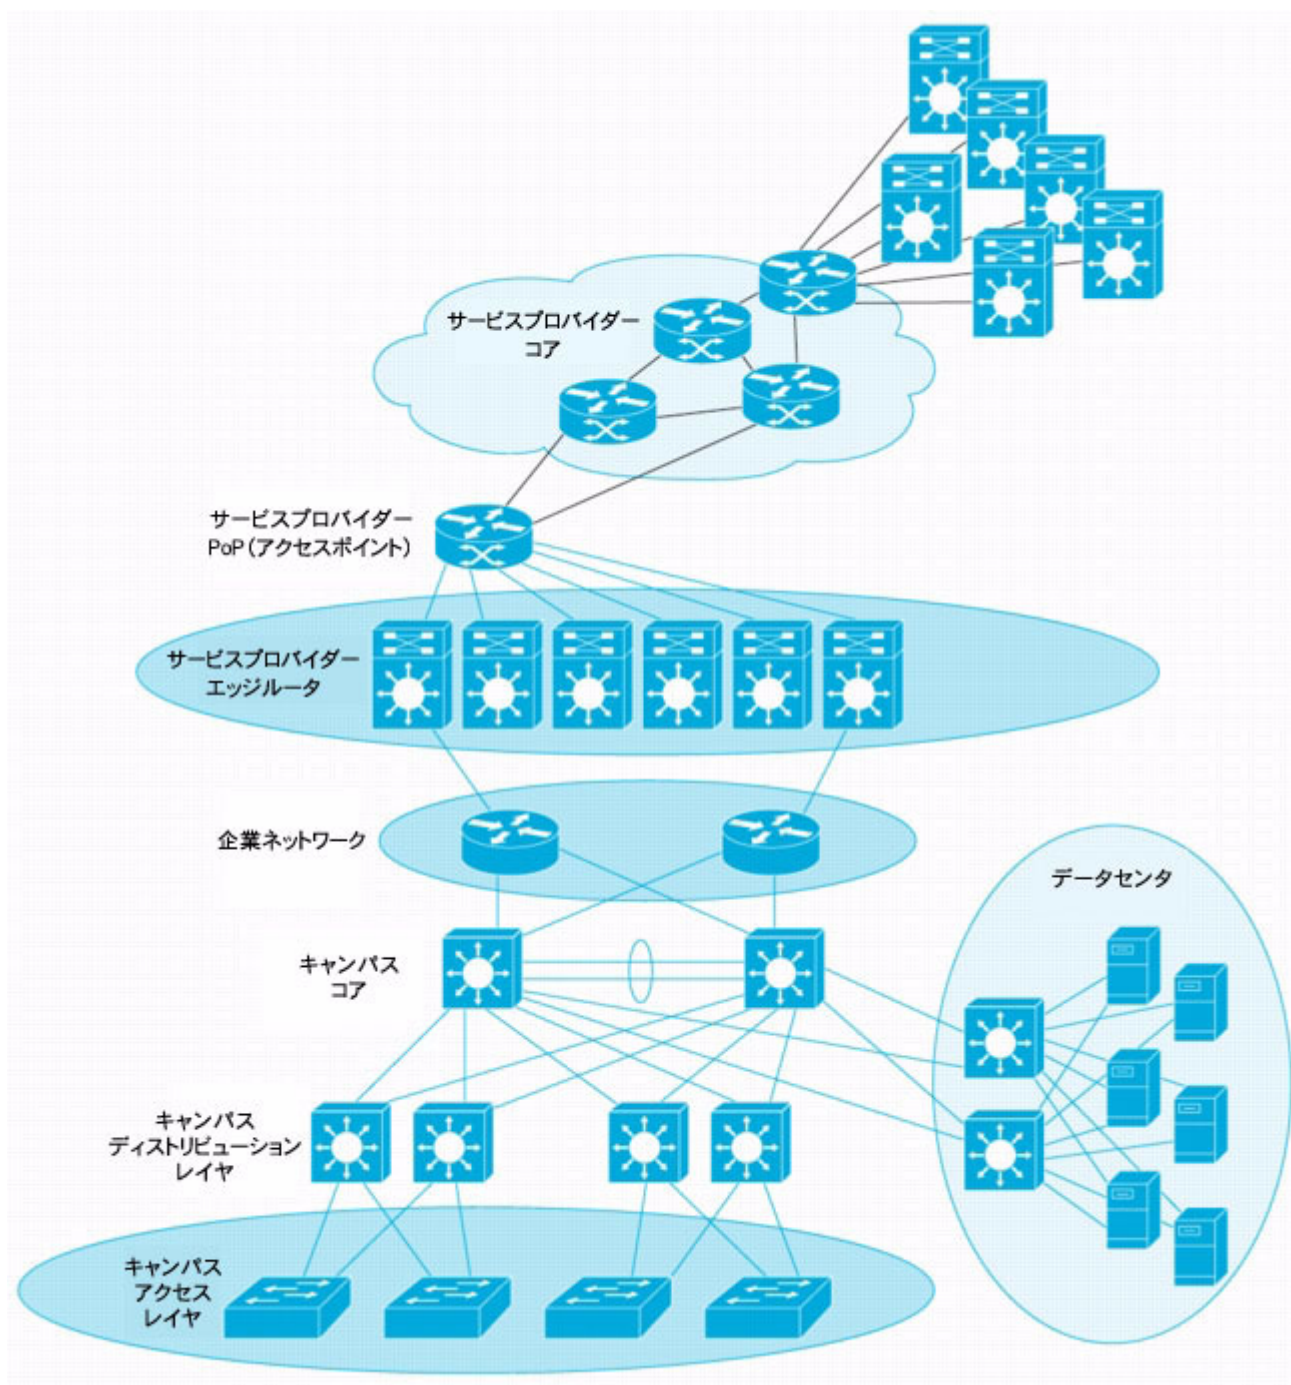 サービスプロバイダー
コア
サービスプロバイダー
PoP(アクセスポイント)
サービスプロバイダー
エッジルータ
企業ネットワーク
データセンタ
キャンパス
コア
キャンパス
ディストリビューション
レイヤ
キャンパス
アクセス
レイヤ